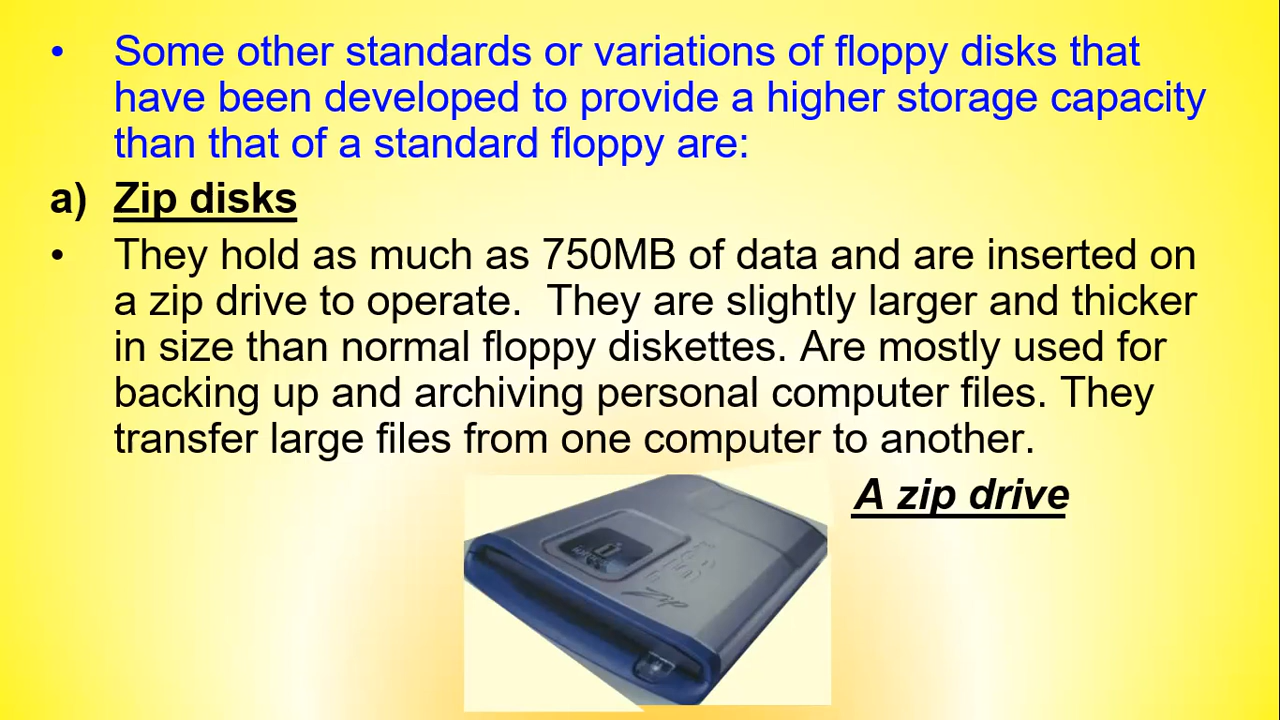 • Some other standards or variations of floppy disks that
have been developed to provide a higher storage capacity
than that of a standard floppy are:
a) Zip disks
• They hold as much as 750MB of data and are inserted on
a zip drive to operate.  They are slightly larger and thicker
in size than normal floppy diskettes. Are mostly used for
backing up and archiving personal computer files. They
transfer large files from one computer to another.
A zip drive